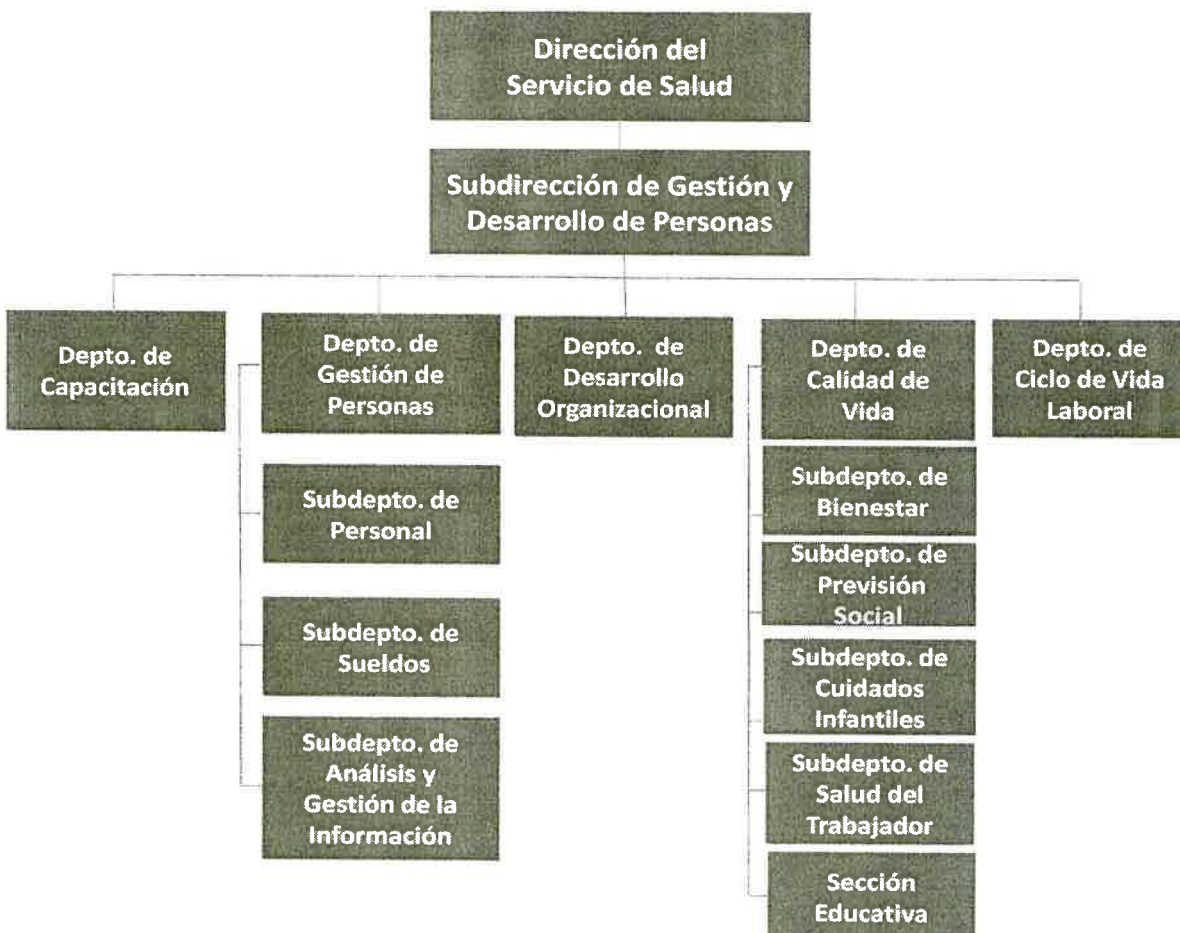 Dirección del
Servicio de Salud
Subdirección de Gestión y
Desarrollo de Personas
Depto. de
Capacitación
Depto. de
Gestión de
Personas
Depto. de
Desarrollo
Organizacional
Depto. de
Calidad de
Vida
Depto. de
Ciclo de Vida
Laboral
Subdepto. de
Personal
Subdepto. de
Sueldos
Subdepto. de
Análisis y
Gestión de la
Información
Subdepto. de
Bienestar
Subdepto. de
Previsión
Social
Subdepto. de
Cuidados
Infantiles
Subdepto. de
Salud del
Trabajador
Sección
Educativa